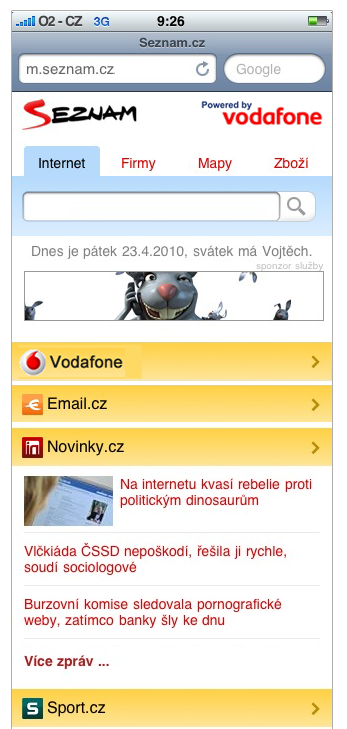 O2 - CZ 3G 9:26
Seznam.cz
m.seznam.cz Google
SEZNAM Powered by vodafone
Internet Firmy Mapy Zboží
Dnes je pátek 23.4.2010, svátek má Vojtěch.
sponzor služby
Vodafone
Email.cz
Novinky.cz
Na internetu kvasí rebelie proti
politickým dinosaurům
Vlčkiáda ČSSD nepoškodí, řešila ji rychle,
soudí sociologové
Burzovní komise sledovala pornografické
weby, zatímco banky šly ke dnu
Více zpráv ...
Sport.cz